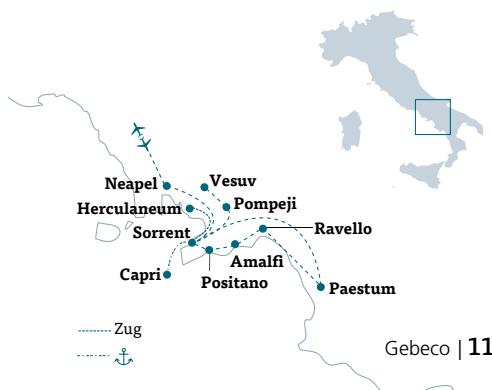 Neapel
Vesuv
Herculaneum
Pompeji
Sorrent
Ravello
Amalfi
Capri
Positano
Paestum
Zug
Gebeco | 11